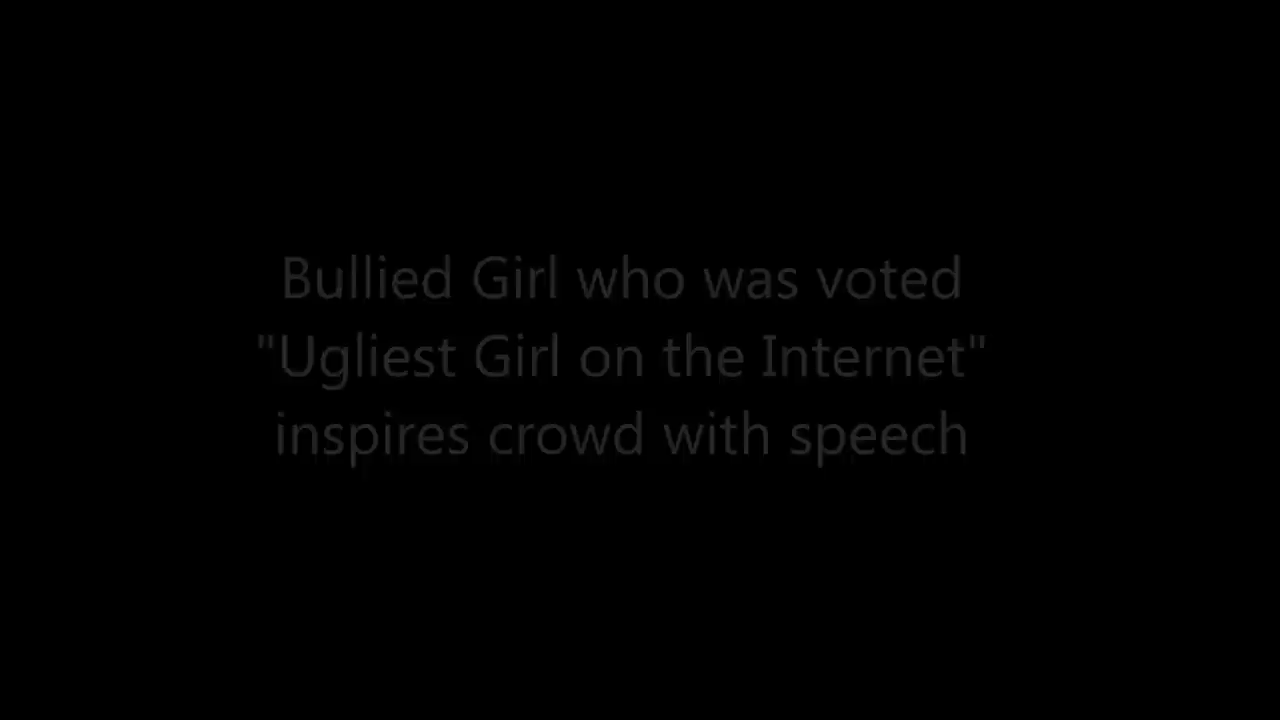 Bullied Girl who was voted
"Ugliest Girl on the Internet"
inspires crowd with speech